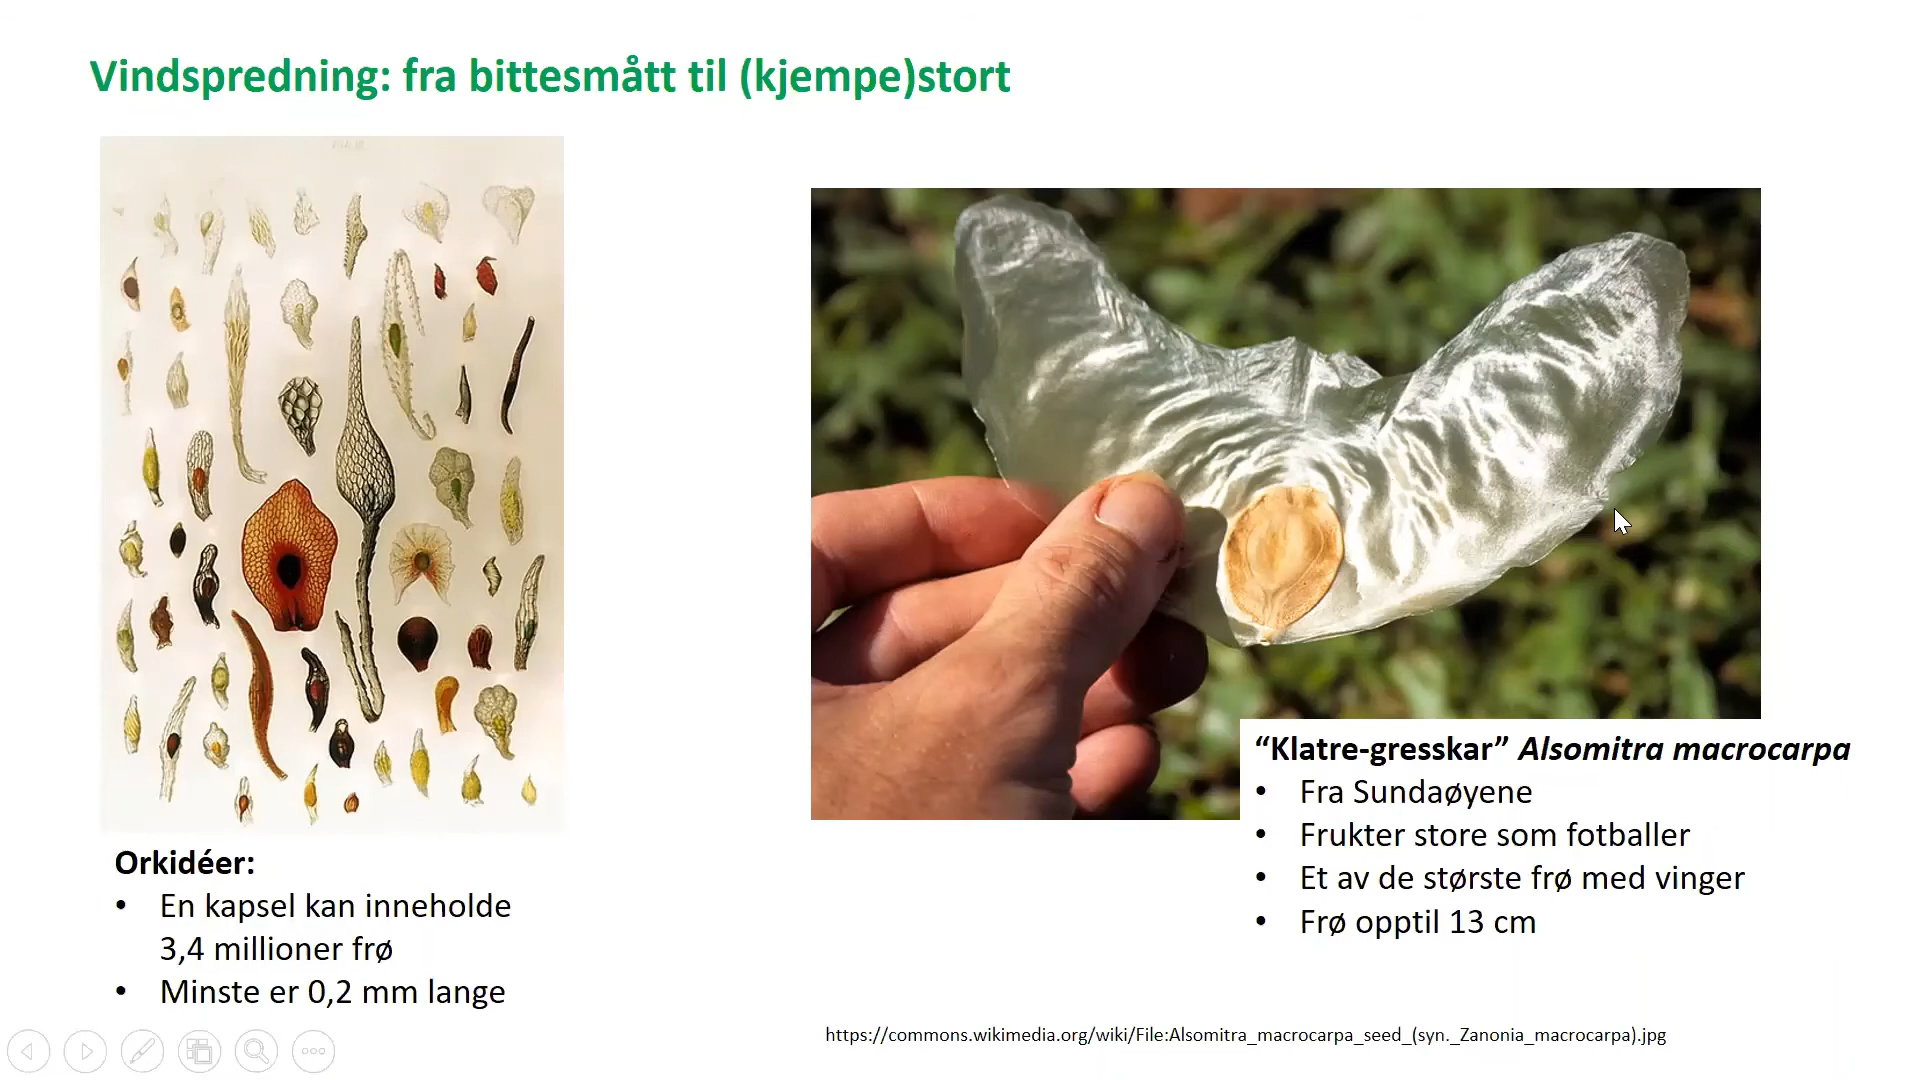 Vindspredning: fra bittesmått til (kjempe)stort
Orkidéer:
• En kapsel kan inneholde
3,4 millioner frø
• Minste er 0,2 mm lange
“Klatre-gresskar” Alsomitra macrocarpa
• Fra Sundaøyene
• Frukter store som fotballer
• Et av de største frø med vinger
• Frø opptil 13 cm
https://commons.wikimedia.org/wiki/File:Alsomitra_macrocarpa_seed_(syn._Zanonia_macrocarpa).jpg